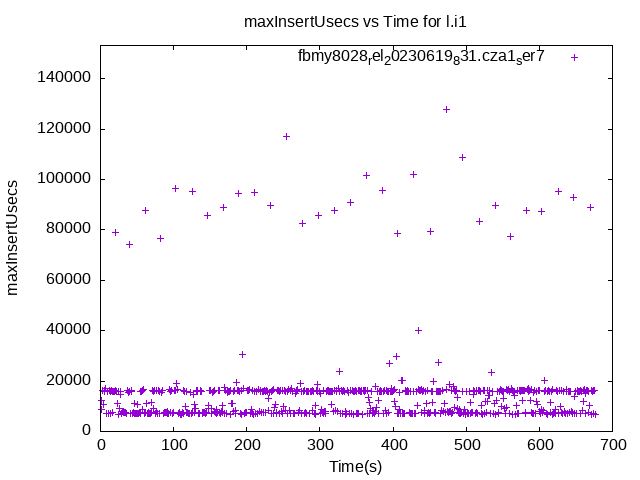 maxInsertUsecs vs Time for l.i1
fbmy8028rel20230619831.cza1ser7
140000
120000
100000
80000
60000
40000
20000
0
maxInsertUsecs
0 100 200 300 400 500 600 700
Time(s)